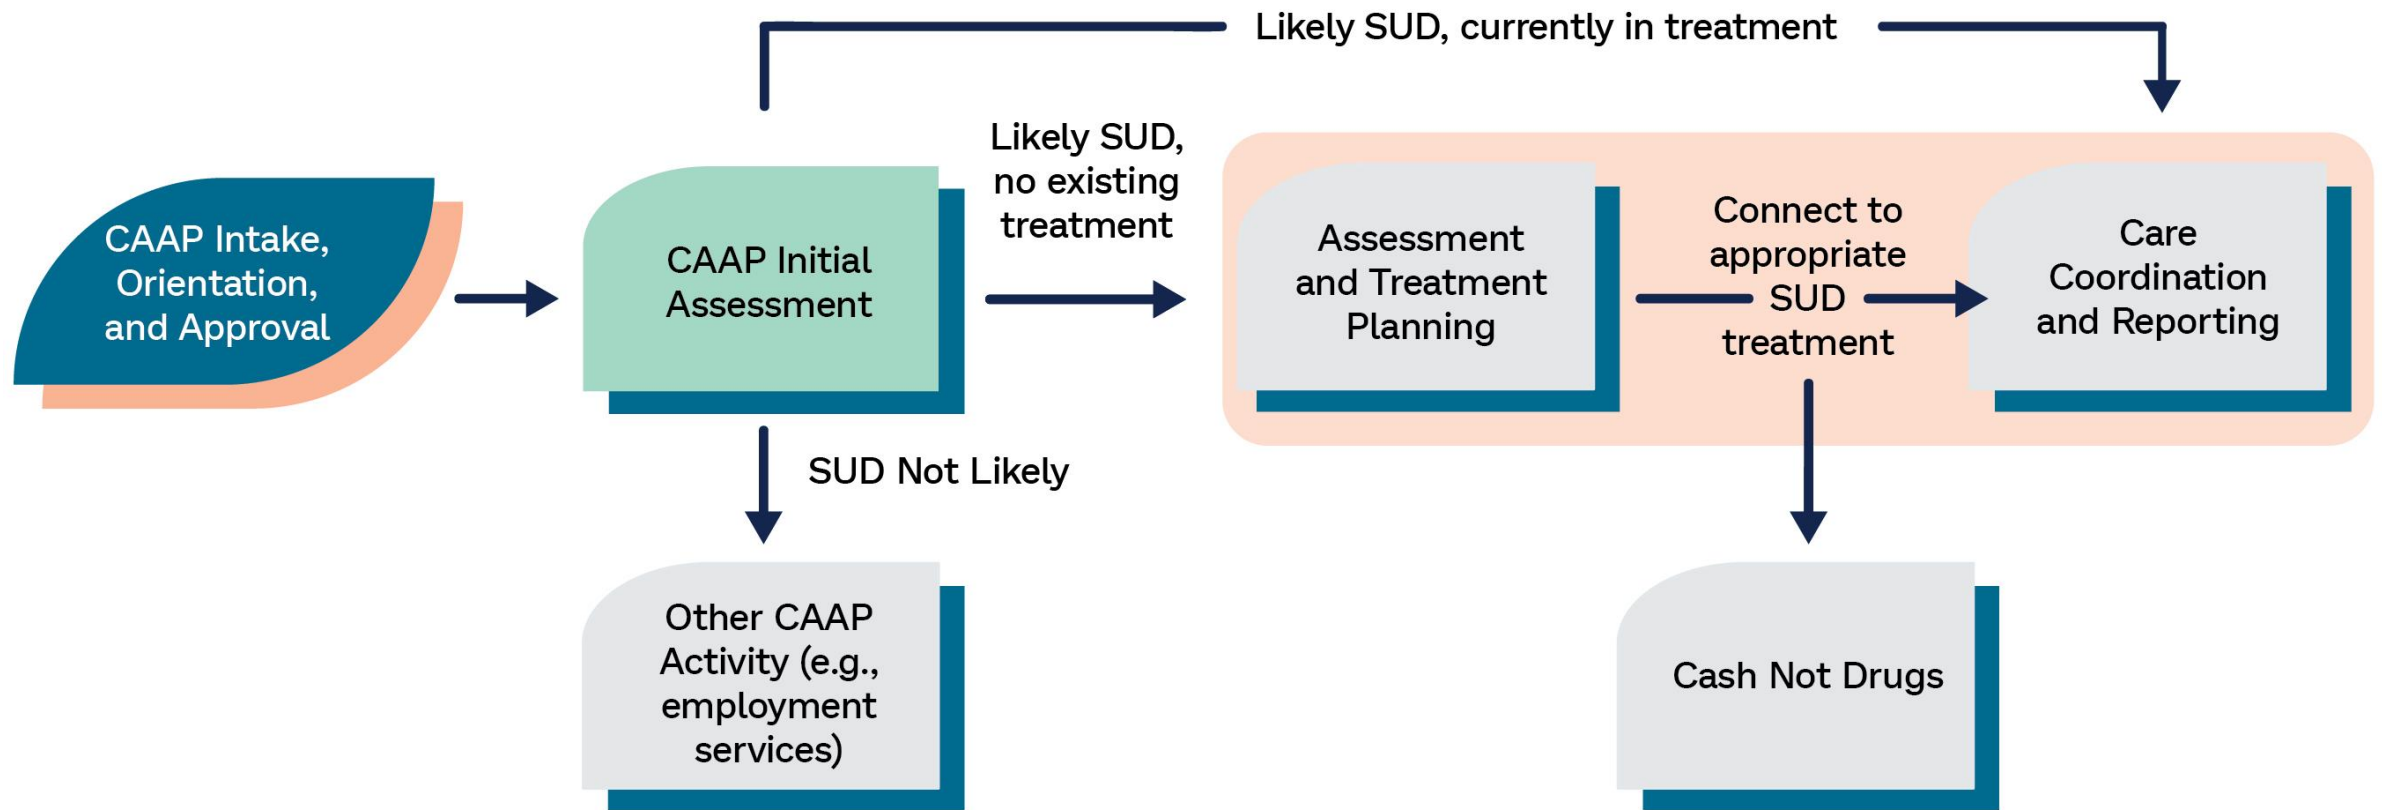 Likely SUD, currently in treatment
CAAP Intake,
Orientation,
and Approval
CAAP Initial
Assessment
Likely SUD,
no existing
treatment
Assessment
and Treatment
Planning
Connect to
appropriate
SUD
treatment
Care
Coordination
and Reporting
SUD Not Likely
Other CAAP
Activity (e.g.,
employment
services)
Cash Not Drugs